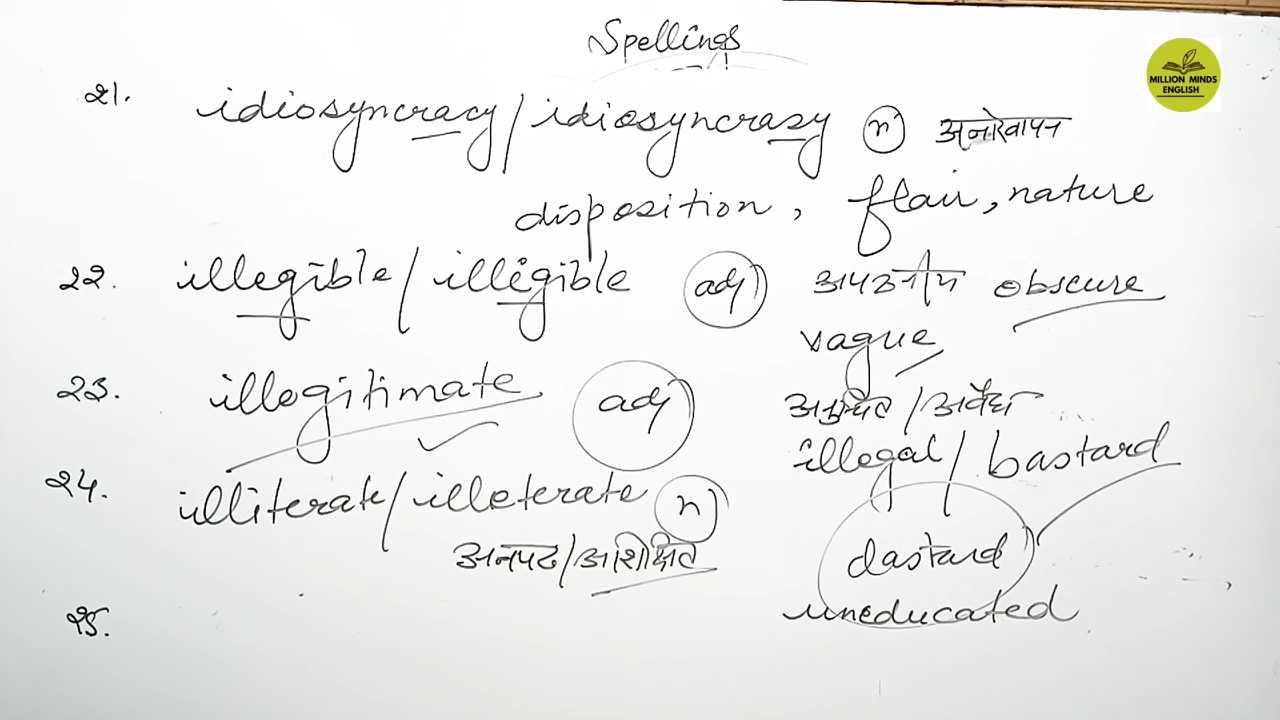 Spellings
MILLION MINDS
ENGLISH
21. idiosyncracy / idiosyncrasy (n) अनोखापन
disposition, flair, nature
22. illegible / illegible (adj) अपठनीय obscure
vague
23. illegitimate (adj) अनुचित / अवैध
illegal / bastard
24. illiterate / illeterate (n) dastard
अनपढ / अशिक्षित uneducated
25.